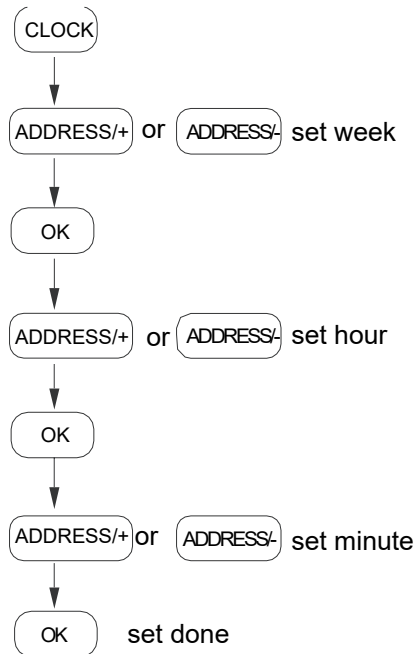 CLOCK
ADDRESS/+ or ADDRESS/- set week
OK
ADDRESS/+ or ADDRESS/- set hour
OK
ADDRESS/+ or ADDRESS/- set minute
OK set done